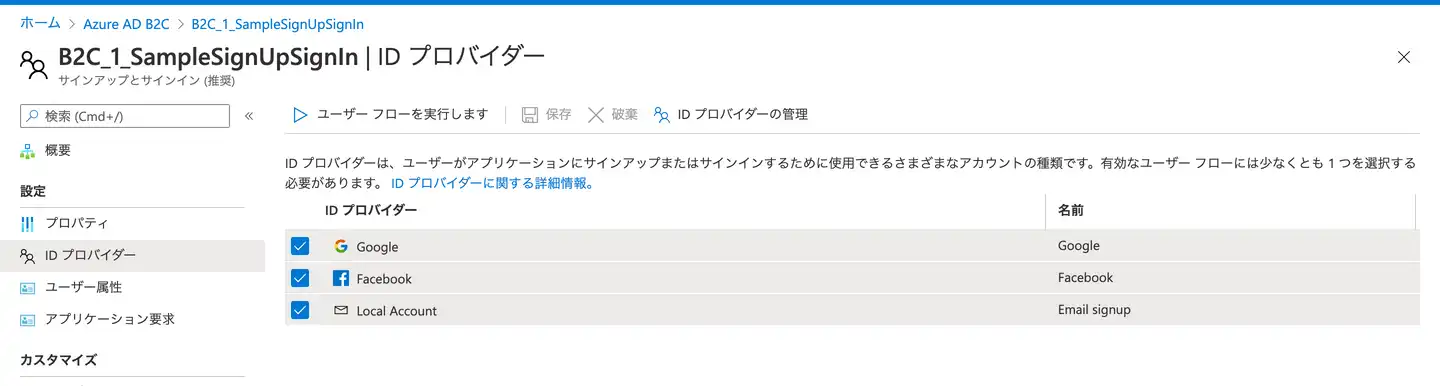 ホーム > Azure AD B2C > B2C_1_SampleSignUpSignIn
B2C_1_SampleSignUpSignIn | ID プロバイダー
サインアップとサインイン (推奨)
検索 (Cmd+/)
«
ユーザー フローを実行します
保存
破棄
ID プロバイダーの管理
概要
設定
プロパティ
ID プロバイダー
ユーザー属性
アプリケーション要求
カスタマイズ
ID プロバイダーは、ユーザーがアプリケーションにサインアップまたはサインインするために使用できるさまざまなアカウントの種類です。有効なユーザー フローには少なくとも 1 つを選択する
必要があります。 ID プロバイダーに関する詳細情報。
ID プロバイダー 名前
Google Google
Facebook Facebook
Local Account Email signup